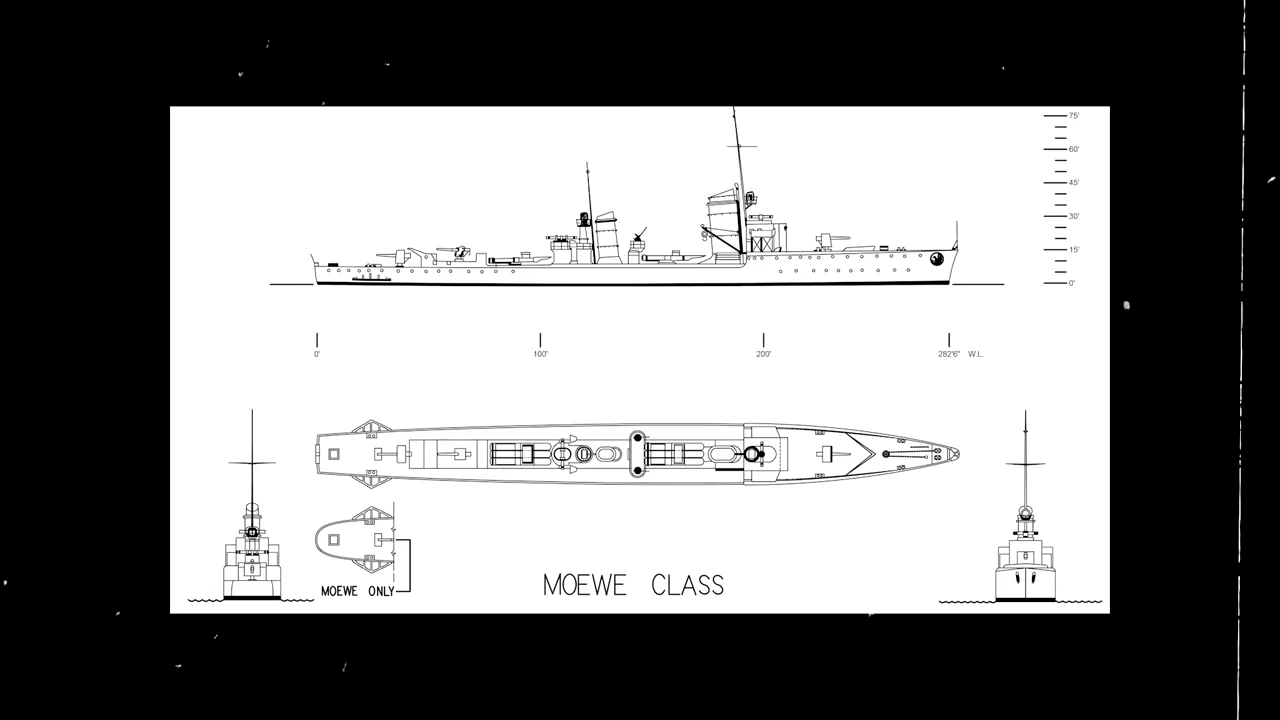 75'
60'
45'
30'
15'
0'
0' 100' 200' 282'6" W.L.
MOEWE ONLY
MOEWE CLASS